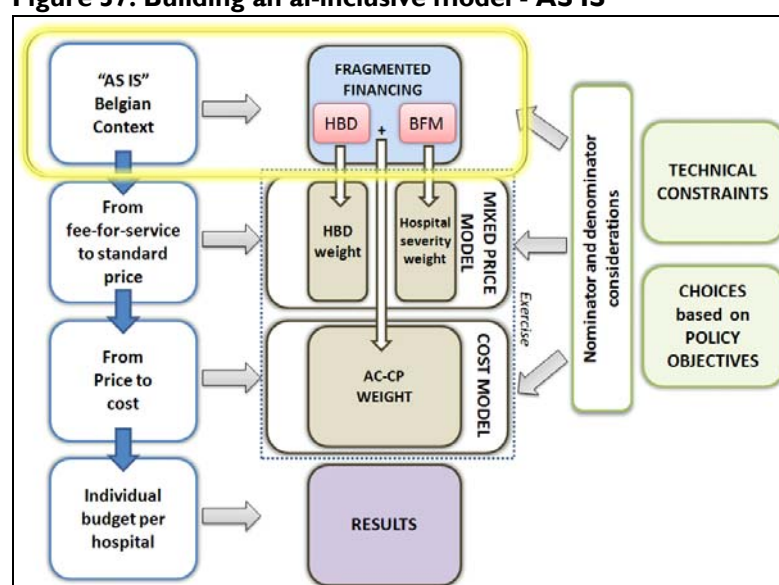 Figure 37: Building an al-inclusive model - AS IS
"AS IS"
Belgian
Context
FRAGMENTED
FINANCING
HBD
+
BFM
From
fee-for-service
to standard
price
HBD
weight
Hospital
severity
weight
MIXED PRICE
MODEL
From
Price to
cost
AC-CP
WEIGHT
COST MODEL
Exercise
Individual
budget per
hospital
RESULTS
Nominator and denominator
considerations
TECHNICAL
CONSTRAINTS
CHOICES
based on
POLICY
OBJECTIVES